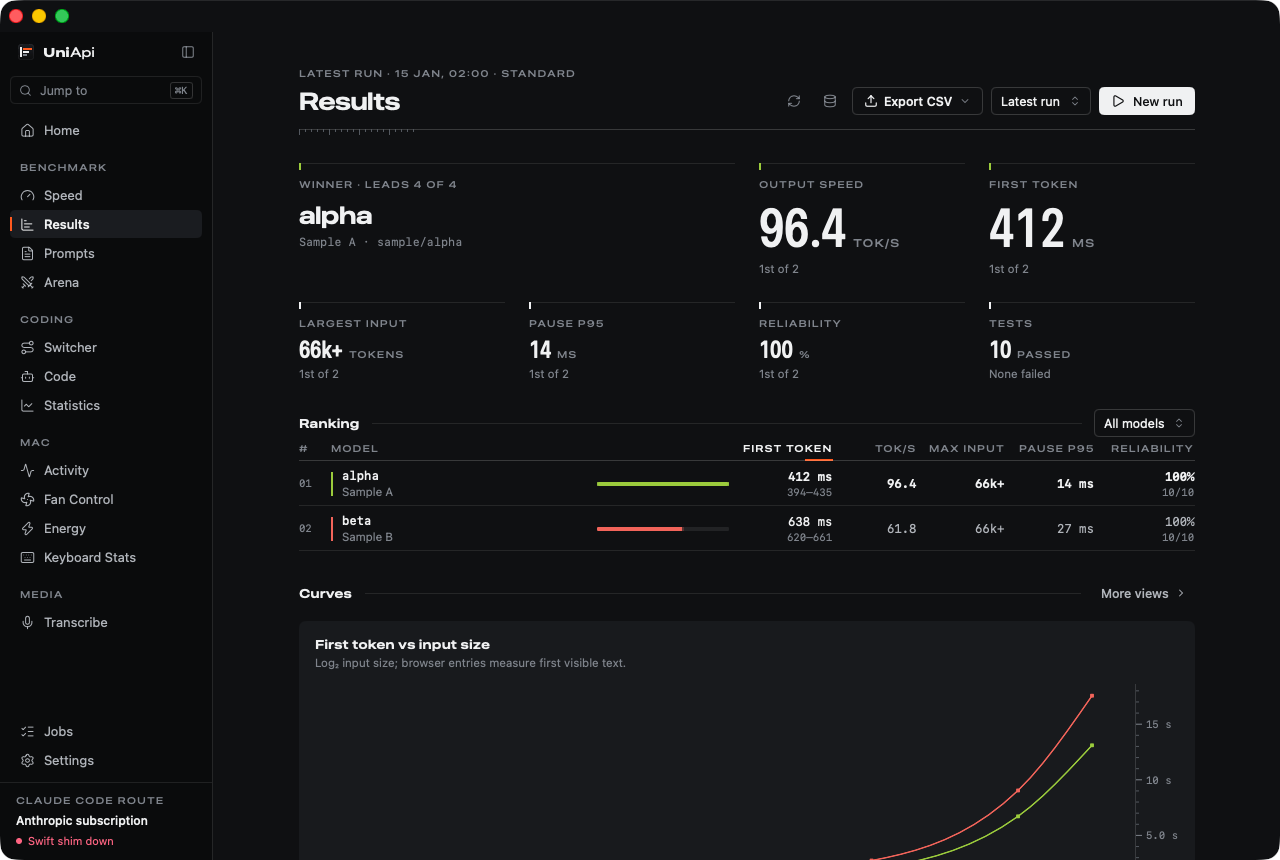 UniApi
Jump to ⌘K
Home
BENCHMARK
Speed
Results
Prompts
Arena
CODING
Switcher
Code
Statistics
MAC
Activity
Fan Control
Energy
Keyboard Stats
MEDIA
Transcribe
Jobs
Settings
CLAUDE CODE ROUTE
Anthropic subscription
Swift shim down
LATEST RUN · 15 JAN, 02:00 · STANDARD
Results
Export CSV
Latest run
New run
WINNER · LEADS 4 OF 4
alpha
Sample A · sample/alpha
OUTPUT SPEED
96.4 TOK/S
1st of 2
FIRST TOKEN
412 MS
1st of 2
LARGEST INPUT
66k+ TOKENS
1st of 2
PAUSE P95
14 MS
1st of 2
RELIABILITY
100 %
1st of 2
TESTS
10 PASSED
None failed
Ranking
All models
# MODEL FIRST TOKEN TOK/S MAX INPUT PAUSE P95 RELIABILITY
01 alpha 412 ms 96.4 66k+ 14 ms 100%
Sample A 394–435 10/10
02 beta 638 ms 61.8 66k+ 27 ms 100%
Sample B 620–661 10/10
Curves
More views
First token vs input size
Log₂ input size; browser entries measure first visible text.
15 s
10 s
5.0 s